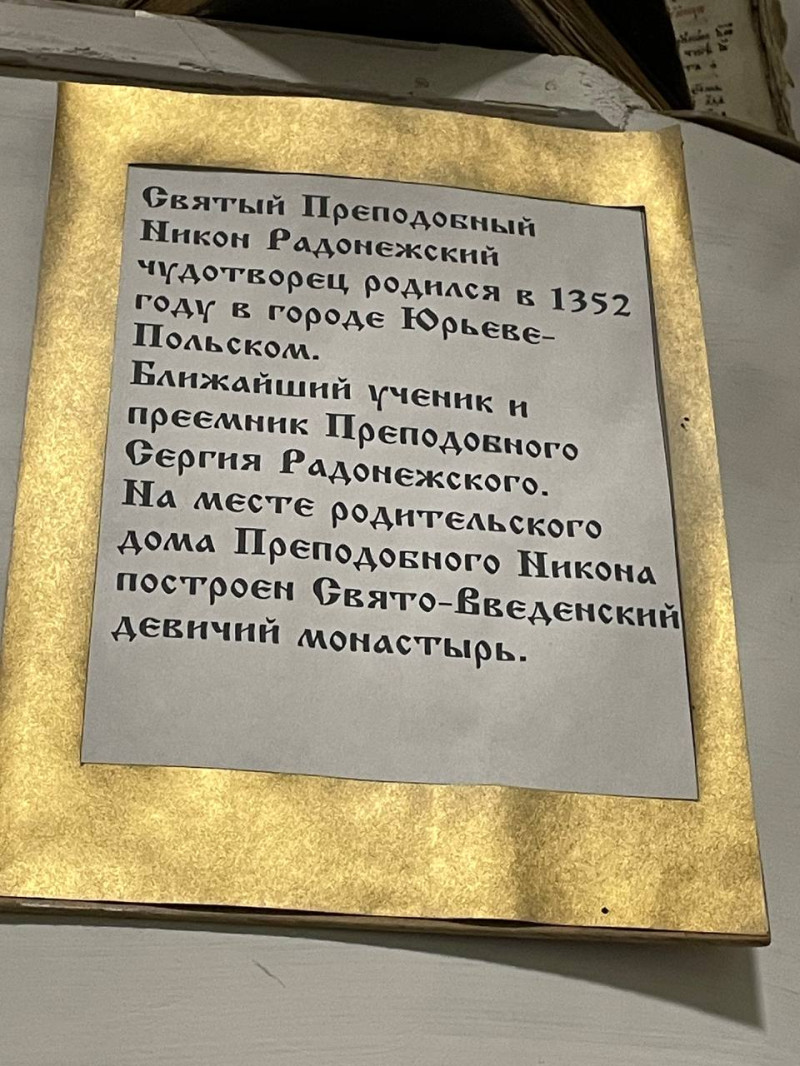 Святый Преподобный
Никон Радонежский
чудотворец родился в 1352
году в городе Юрьеве-
Польском.
Ближайший ученик и
преемник Преподобного
Сергия Радонежского.
На месте родительского
дома Преподобного Никона
построен Свято-Введенский
девичий монастырь.